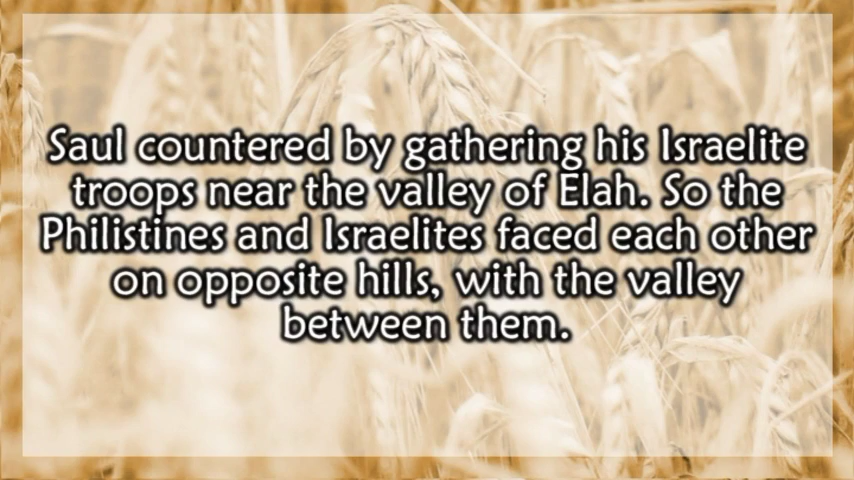 Saul countered by gathering his Israelite
troops near the valley of Elah. So the
Philistines and Israelites faced each other
on opposite hills, with the valley
between them.